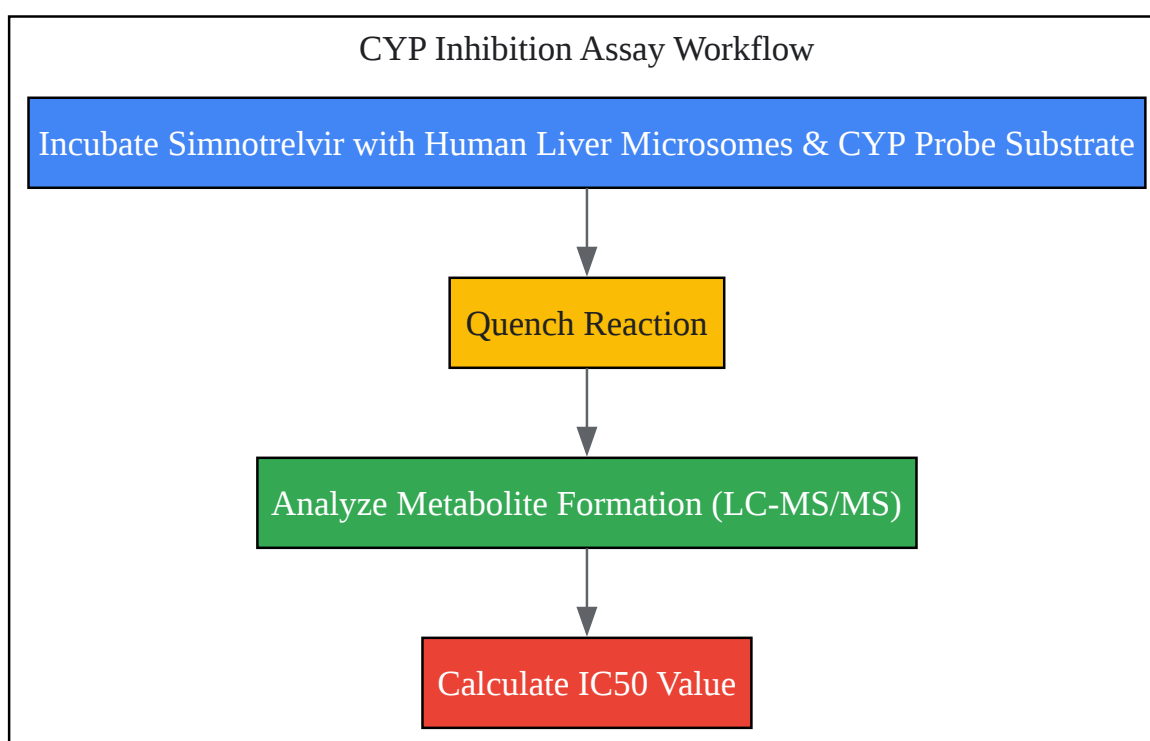 CYP Inhibition Assay Workflow
Incubate Simnotrelvir with Human Liver Microsomes & CYP Probe Substrate
Quench Reaction
Analyze Metabolite Formation (LC-MS/MS)
Calculate IC50 Value